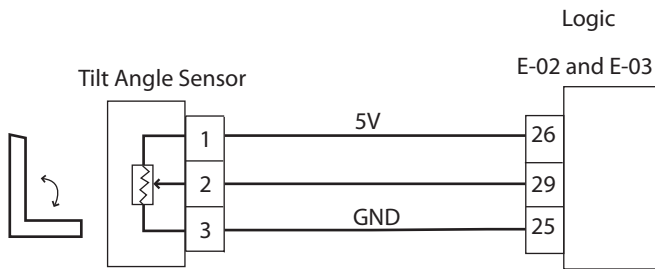 Logic
E-02 and E-03
Tilt Angle Sensor
1 5V 26
2 29
3 GND 25